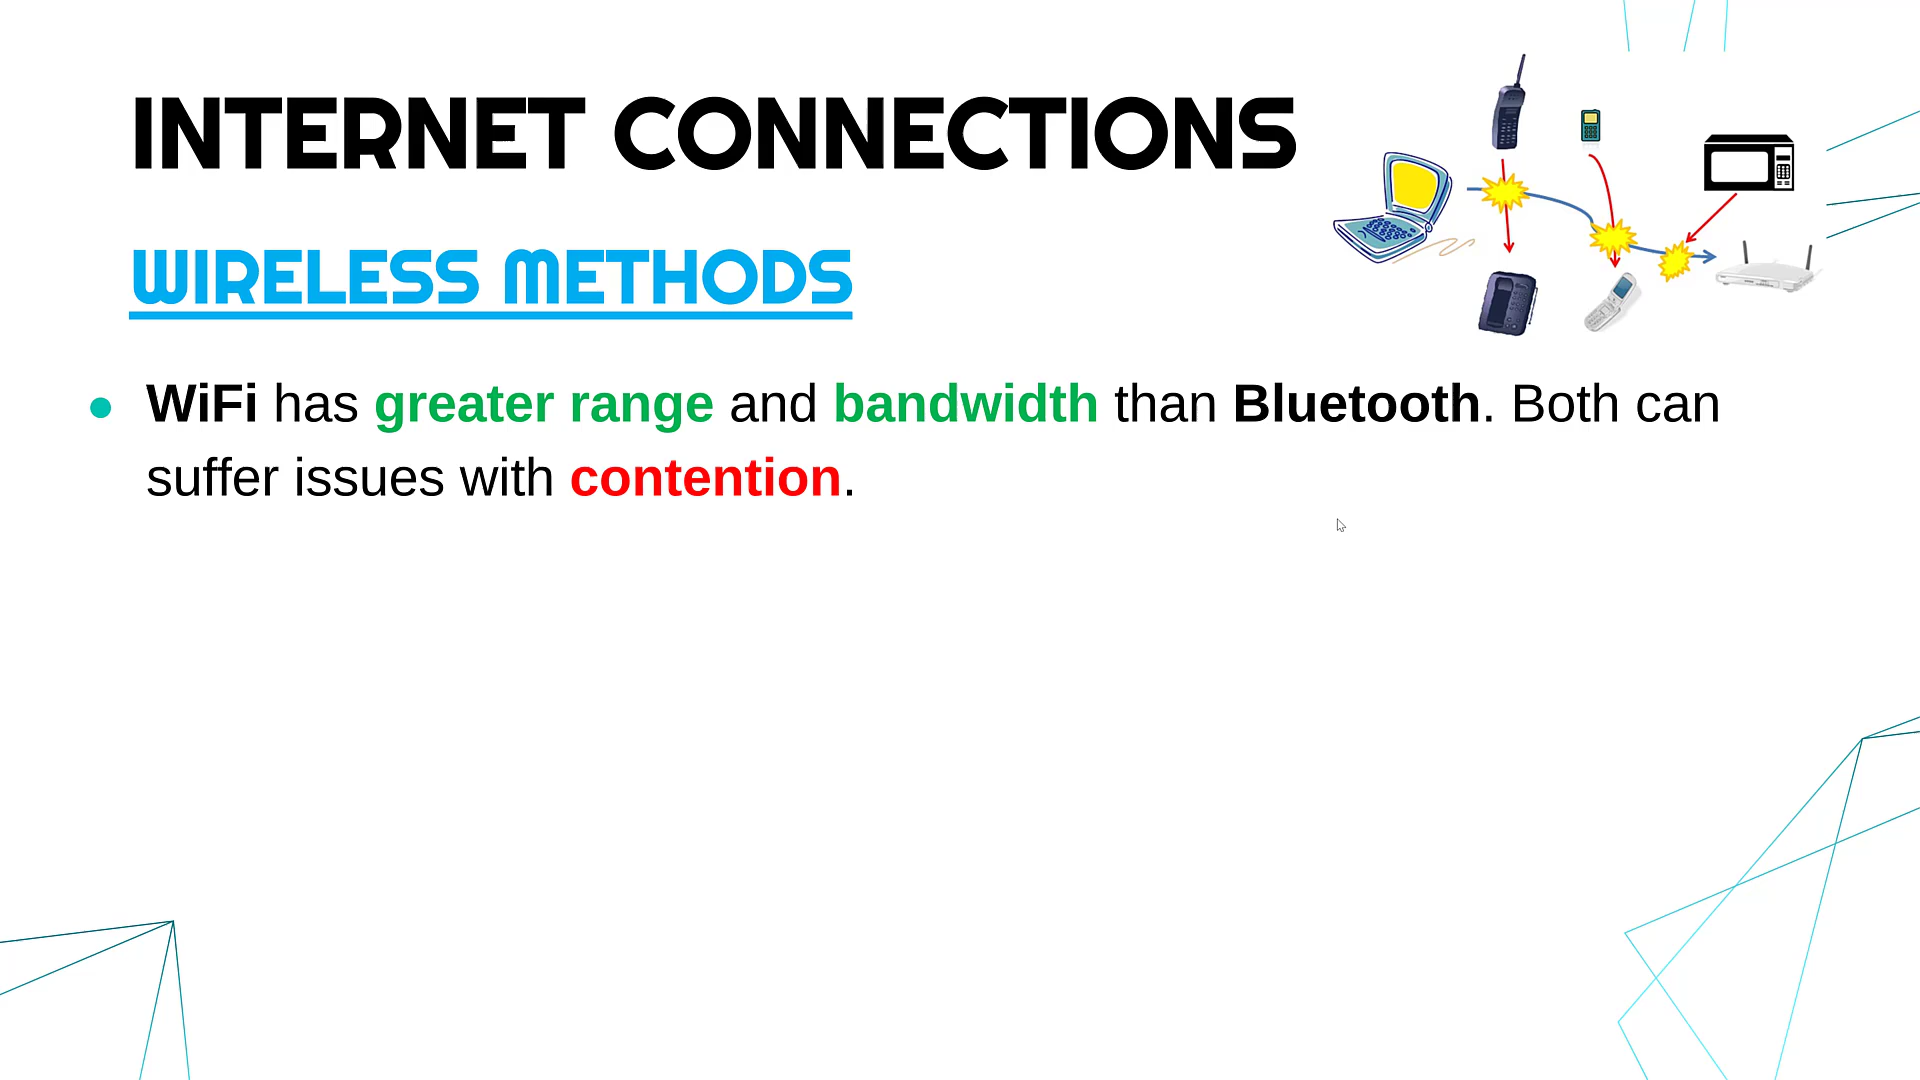 INTERNET CONNECTIONS
WIRELESS METHODS
WiFi has greater range and bandwidth than Bluetooth. Both can
suffer issues with contention.